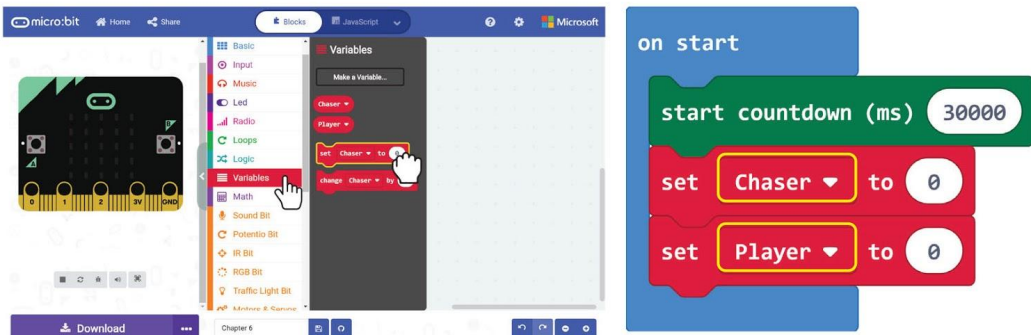 micro:bit Home Share Blocks JavaScript Microsoft
Basic
Input
Music
Led
Radio
Loops
Logic
Variables
Math
Sound Bit
Potentio Bit
IR Bit
RGB Bit
Traffic Light Bit
Motors & Servos
Variables
Make a Variable...
Chaser
Player
set Chaser to 0
change Chaser by
A
B
0 1 2 3V GND
Download
Chapter 6
on start
start countdown (ms) 30000
set Chaser to 0
set Player to 0